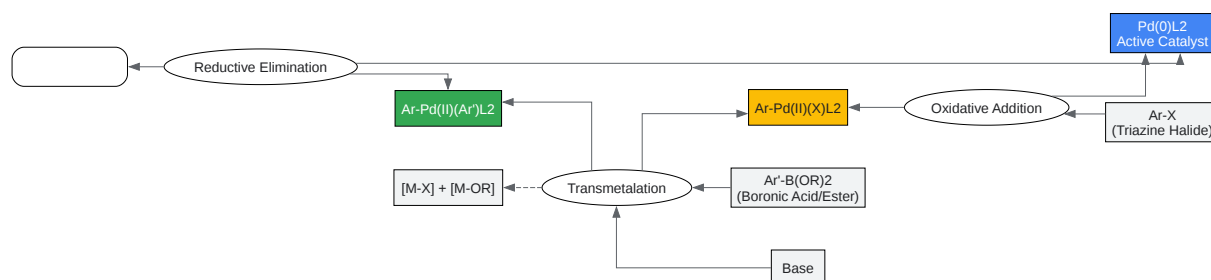 Pd(0)L2
Active Catalyst
Reductive Elimination
Ar-Pd(II)(Ar')L2
Ar-Pd(II)(X)L2
Oxidative Addition
Ar-X
(Triazine Halide)
[M-X] + [M-OR]
Transmetalation
Ar'-B(OR)2
(Boronic Acid/Ester)
Base